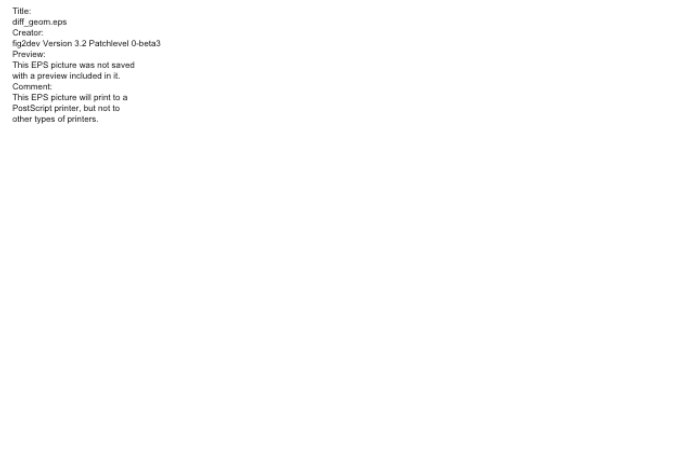 Title:
diff_geom.eps
Creator:
fig2dev Version 3.2 Patchlevel 0-beta3
Preview:
This EPS picture was not saved
with a preview included in it.
Comment:
This EPS picture will print to a
PostScript printer, but not to
other types of printers.